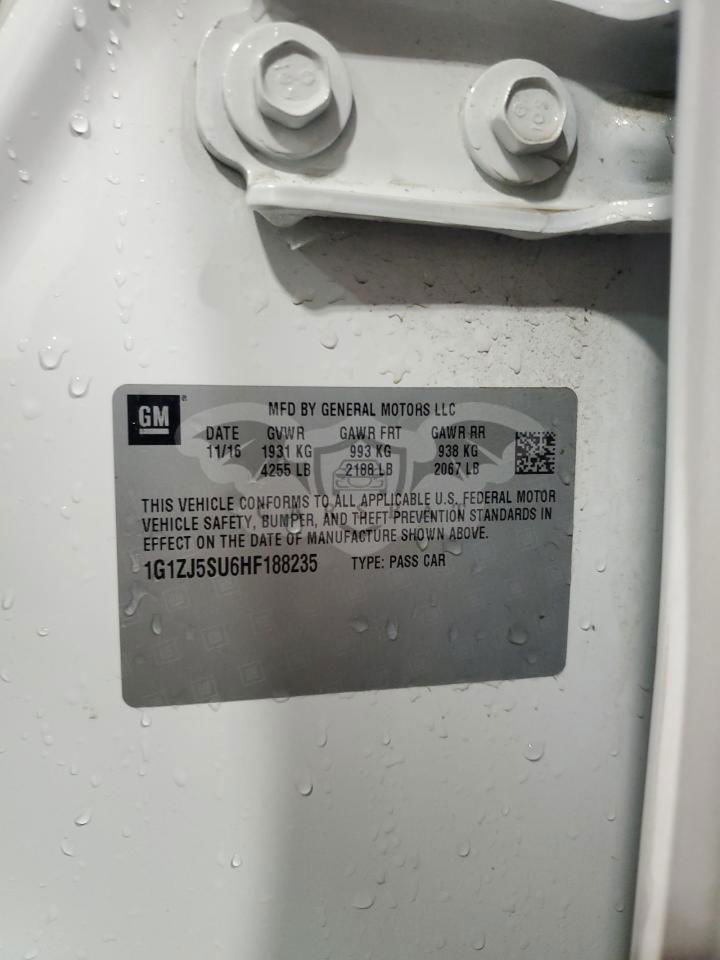 GM
MFD BY GENERAL MOTORS LLC
DATE GVWR GAWR FRT GAWR RR
11/16 1931 KG 993 KG 938 KG
4255 LB 2188 LB 2067 LB
THIS VEHICLE CONFORMS TO ALL APPLICABLE U.S. FEDERAL MOTOR
VEHICLE SAFETY, BUMPER, AND THEFT PREVENTION STANDARDS IN
EFFECT ON THE DATE OF MANUFACTURE SHOWN ABOVE.
1G1ZJ5SU6HF188235 TYPE: PASS CAR